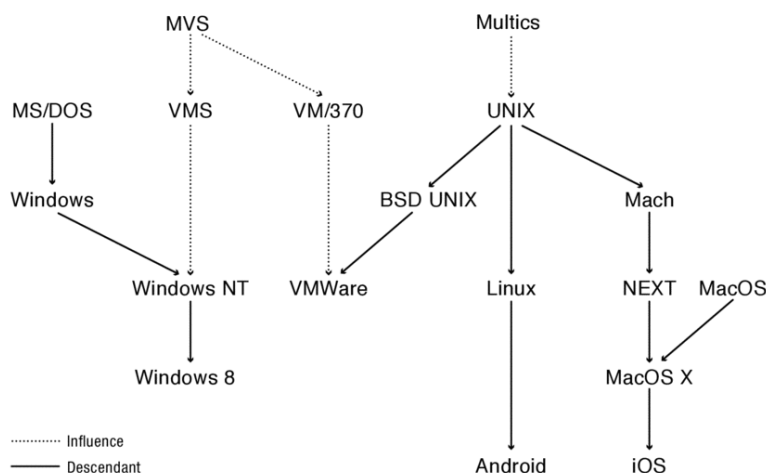 MVS
Multics
MS/DOS
VMS
VM/370
UNIX
Windows
BSD UNIX
Mach
Windows NT
VMWare
Linux
NEXT
MacOS
Windows 8
MacOS X
Influence
Descendant
Android
iOS